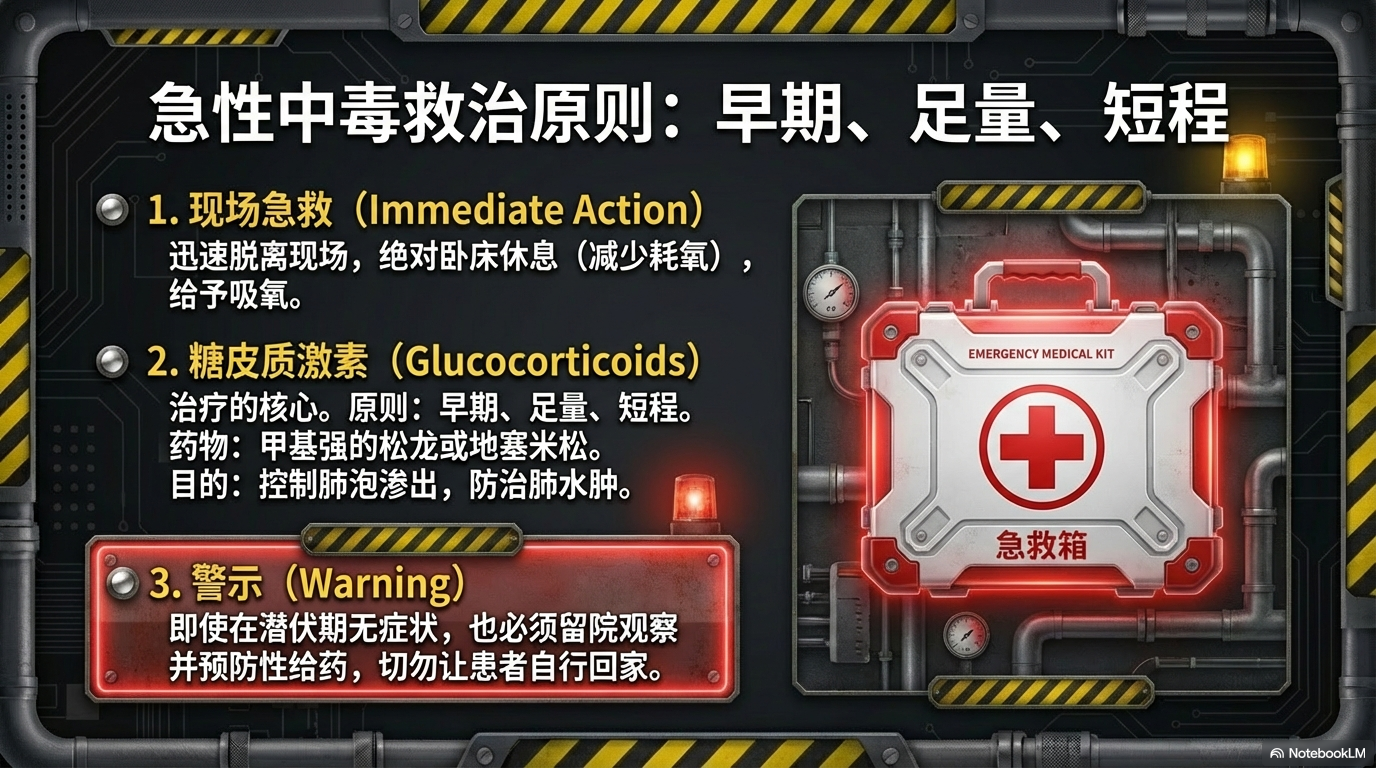 急性中毒救治原则：早期、足量、短程
1. 现场急救（Immediate Action）
迅速脱离现场，绝对卧床休息（减少耗氧），
给予吸氧。
2. 糖皮质激素（Glucocorticoids）
治疗的核心。原则：早期、足量、短程。
药物：甲基强的松龙或地塞米松。
目的：控制肺泡渗出，防治肺水肿。
3. 警示（Warning）
即使在潜伏期无症状，也必须留院观察
并预防性给药，切勿让患者自行回家。
EMERGENCY MEDICAL KIT
急救箱
NotebookLM